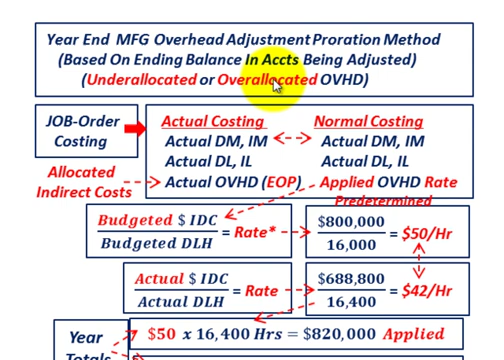 Year End MFG Overhead Adjustment Proration Method
(Based On Ending Balance In Accts Being Adjusted)
(Underallocated or Overallocated OVHD)
JOB-Order
Costing
Actual Costing
Normal Costing
Actual DM, IM
Actual DM, IM
Actual DL, IL
Actual DL, IL
Allocated
Indirect Costs
Actual OVHD (EOP)
Applied OVHD Rate
Predetermined
Budgeted $ IDC
Budgeted DLH
= Rate*
$800,000
16,000
= $50/Hr
Actual $ IDC
Actual DLH
= Rate
$688,800
16,400
= $42/Hr
Year
Totals
$50 x 16,400 Hrs = $820,000 Applied